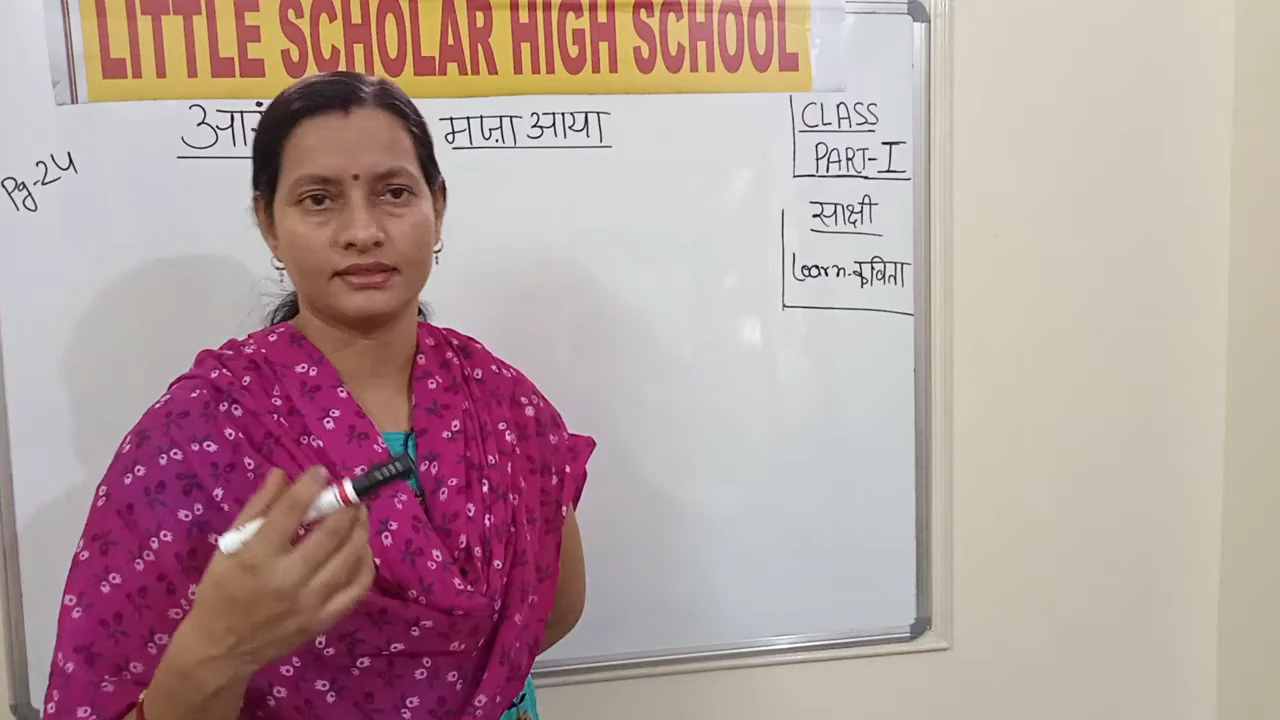 LITTLE SCHOLAR HIGH SCHOOL
मज़ा आया
Pg-24
CLASS
PART-I
साक्षी
Learn-कविता